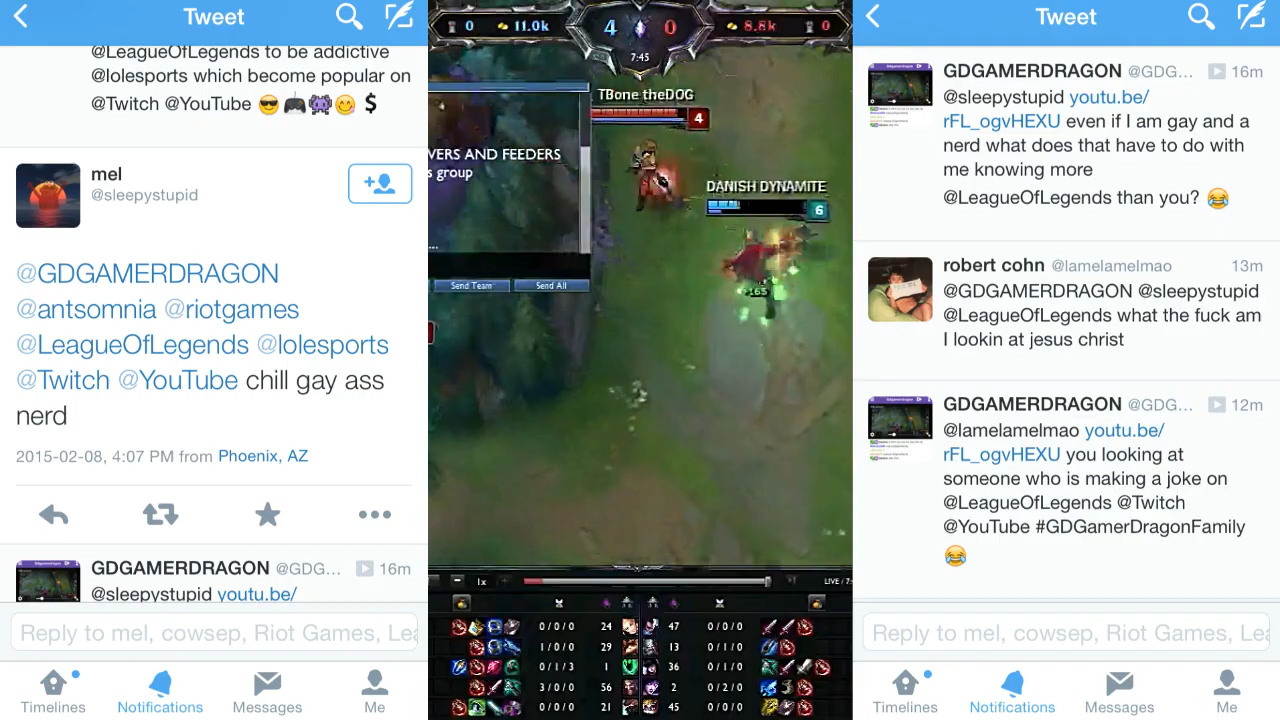 Tweet
@LeagueOfLegends to be addictive
@lolesports which become popular on
@Twitch @YouTube 😎🎮👾😋💲
mel
@sleepystupid
@GDGAMERDRAGON
@antsomnia @riotgames
@LeagueOfLegends @lolesports
@Twitch @YouTube chill gay ass
nerd
2015-02-08, 4:07 PM from Phoenix, AZ
GDGAMERDRAGON @GDG... 16m
@sleepystupid youtu.be/
Reply to mel, cowsep, Riot Games, Lea
Timelines Notifications Messages Me
0 11.0k 4 0 8.8k 0
7:45
TBone theDOG
4
VERS AND FEEDERS
s group
DANISH DYNAMITE
6
...
Send Team Send All
+163
1x LIVE / 7:
0/0/0 24 47 0/0/0
1/0/0 29 13 0/1/0
0/1/3 1 36 0/1/0
3/0/0 56 2 0/2/0
0/0/0 21 45 0/0/0
Tweet
GDGAMERDRAGON @GDG... 16m
@sleepystupid youtu.be/
rFL_ogvHEXU even if I am gay and a
nerd what does that have to do with
me knowing more
@LeagueOfLegends than you? 😂
robert cohn @lamelamelmao 13m
@GDGAMERDRAGON @sleepystupid
@LeagueOfLegends what the fuck am
I lookin at jesus christ
GDGAMERDRAGON @GDG... 12m
@lamelamelmao youtu.be/
rFL_ogvHEXU you looking at
someone who is making a joke on
@LeagueOfLegends @Twitch
@YouTube #GDGamerDragonFamily
😂
Reply to mel, cowsep, Riot Games, Lea
Timelines Notifications Messages Me